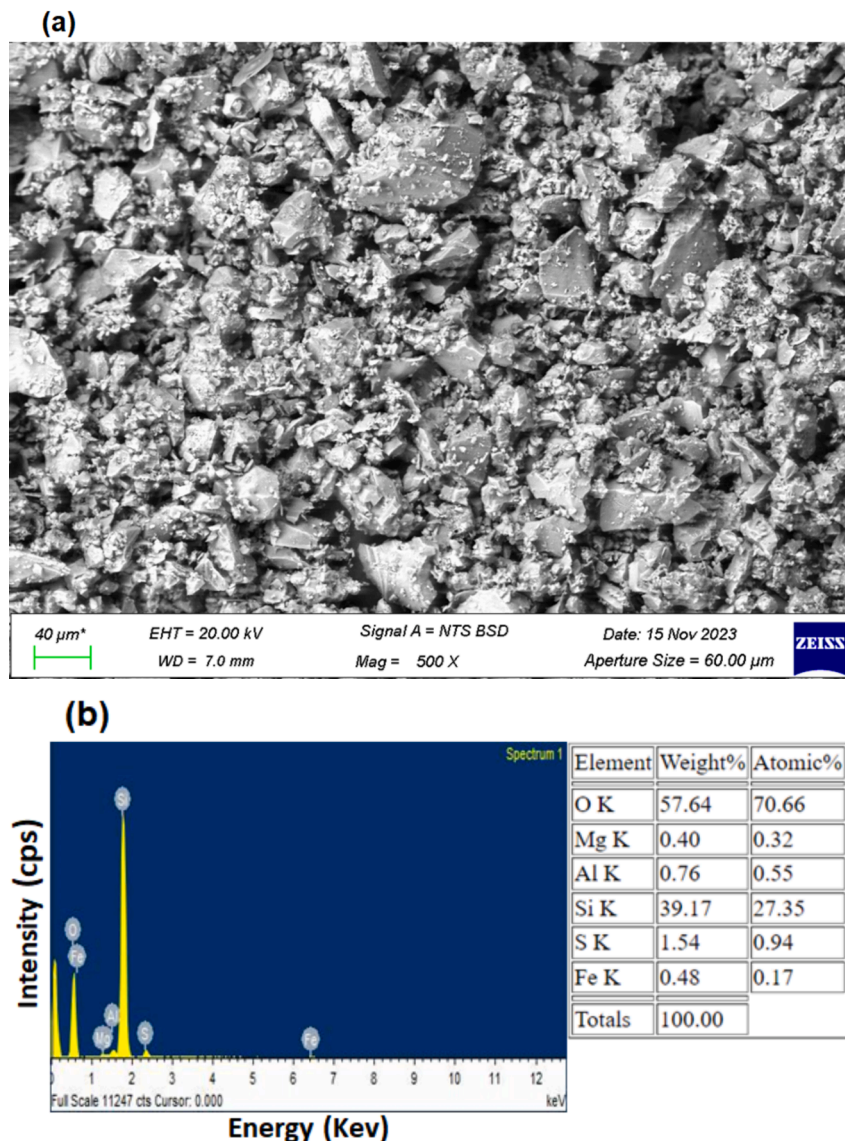 (a)
40 µm*
EHT = 20.00 kV
Signal A = NTS BSD
Date: 15 Nov 2023
WD = 7.0 mm
Mag = 500 X
Aperture Size = 60.00 µm
ZEISS
(b)
Spectrum 1
Si
O
Fe
Al
Mg
S
Fe
Intensity (cps)
0 1 2 3 4 5 6 7 8 9 10 11 12
Full Scale 11247 cts Cursor: 0.000
keV
Energy (Kev)
Element Weight% Atomic%
O K 57.64 70.66
Mg K 0.40 0.32
Al K 0.76 0.55
Si K 39.17 27.35
S K 1.54 0.94
Fe K 0.48 0.17
Totals 100.00